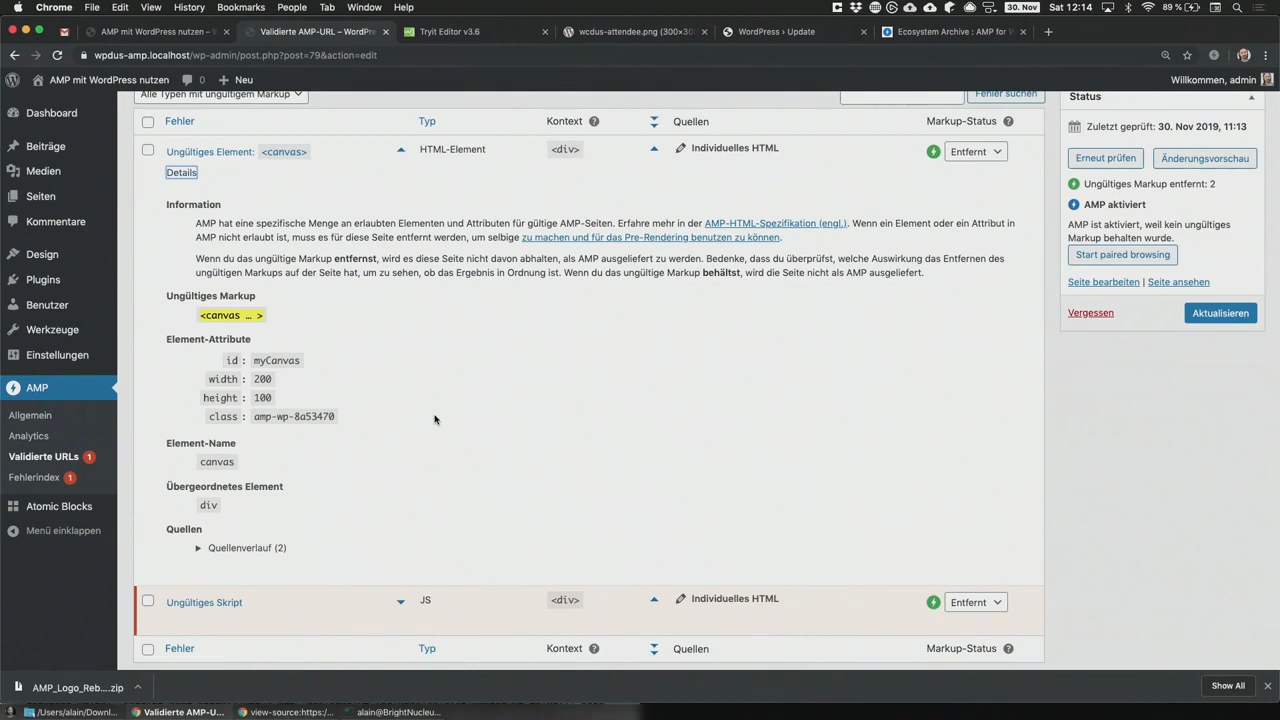 Chrome File Edit View History Bookmarks People Tab Window Help 30. Nov Sat 12:14 89 %
AMP mit WordPress nutzen – Validierte AMP-URL – WordPre Tryit Editor v3.6 wcdus-attendee.png (300×30 WordPress › Update Ecosystem Archive : AMP for W
wpdus-amp.localhost/wp-admin/post.php?post=79&action=edit
AMP mit WordPress nutzen 0 Neu Willkommen, admin
Dashboard
Beiträge
Medien
Seiten
Kommentare
Design
Plugins
Benutzer
Werkzeuge
Einstellungen
AMP
Allgemein
Analytics
Validierte URLs 1
Fehlerindex 1
Atomic Blocks
Menü einklappen
Alle Typen mit ungültigem Markup Fehler suchen
Fehler Typ Kontext ? Quellen Markup-Status ?
Ungültiges Element: <canvas> HTML-Element <div> Individuelles HTML Entfernt
Details
Information
AMP hat eine spezifische Menge an erlaubten Elementen und Attributen für gültige AMP-Seiten. Erfahre mehr in der AMP-HTML-Spezifikation (engl.). Wenn ein Element oder ein Attribut in
AMP nicht erlaubt ist, muss es für diese Seite entfernt werden, um selbige zu machen und für das Pre-Rendering benutzen zu können.
Wenn du das ungültige Markup entfernst, wird es diese Seite nicht davon abhalten, als AMP ausgeliefert zu werden. Bedenke, dass du überprüfst, welche Auswirkung das Entfernen des
ungültigen Markups auf der Seite hat, um zu sehen, ob das Ergebnis in Ordnung ist. Wenn du das ungültige Markup behältst, wird die Seite nicht als AMP ausgeliefert.
Ungültiges Markup
<canvas … >
Element-Attribute
id : myCanvas
width : 200
height : 100
class : amp-wp-8a53470
Element-Name
canvas
Übergeordnetes Element
div
Quellen
Quellenverlauf (2)
Ungültiges Skript JS <div> Individuelles HTML Entfernt
Fehler Typ Kontext ? Quellen Markup-Status ?
Status
Zuletzt geprüft: 30. Nov 2019, 11:13
Erneut prüfen Änderungsvorschau
Ungültiges Markup entfernt: 2
AMP aktiviert
AMP ist aktiviert, weil kein ungültiges
Markup behalten wurde.
Start paired browsing
Seite bearbeiten | Seite ansehen
Vergessen Aktualisieren
AMP_Logo_Reb....zip Show All
/Users/alain/Downl... Validierte AMP-U... view-source:https:/... alain@BrightNucleu...